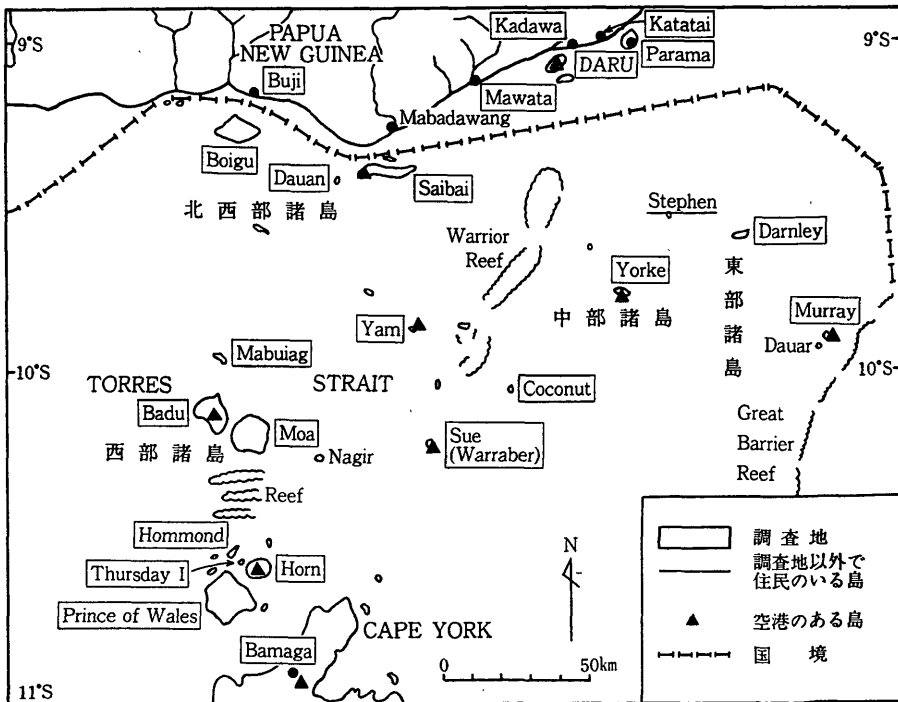 9°S
PAPUA
NEW GUINEA
Kadawa
Katatai
9°S
Buji
DARU
Parama
Mawata
Mabadawang
Boigu
Dauan
Saibai
北西部諸島
Stephen
Warrior
Reef
Darnley
Yorke
東部諸島
中部諸島
Murray
Yam
Dauar
Mabuiag
10°S
TORRES
STRAIT
Coconut
10°S
Badu
Moa
Sue
(Warraber)
Great
Barrier
Reef
西部諸島
Nagir
Reef
Hommond
Thursday I
Horn
Prince of Wales
N
CAPE YORK
Bamaga
0 50km
11°S
調査地
調査地以外で
住民のいる島
空港のある島
国境